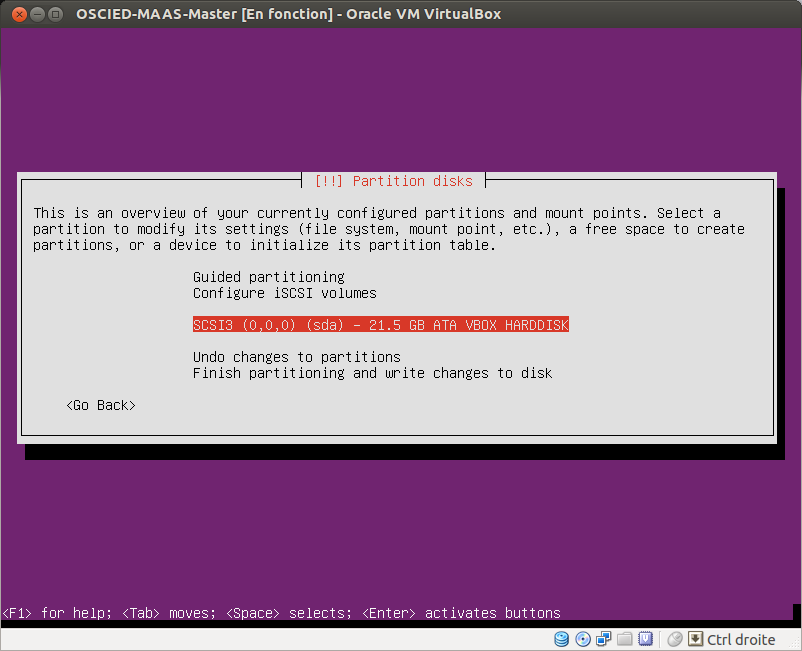 OSCIED-MAAS-Master [En fonction] - Oracle VM VirtualBox
[!!] Partition disks
This is an overview of your currently configured partitions and mount points. Select a
partition to modify its settings (file system, mount point, etc.), a free space to create
partitions, or a device to initialize its partition table.
Guided partitioning
Configure iSCSI volumes
SCSI3 (0,0,0) (sda) - 21.5 GB ATA VBOX HARDDISK
Undo changes to partitions
Finish partitioning and write changes to disk
<Go Back>
<F1> for help; <Tab> moves; <Space> selects; <Enter> activates buttons
Ctrl droite